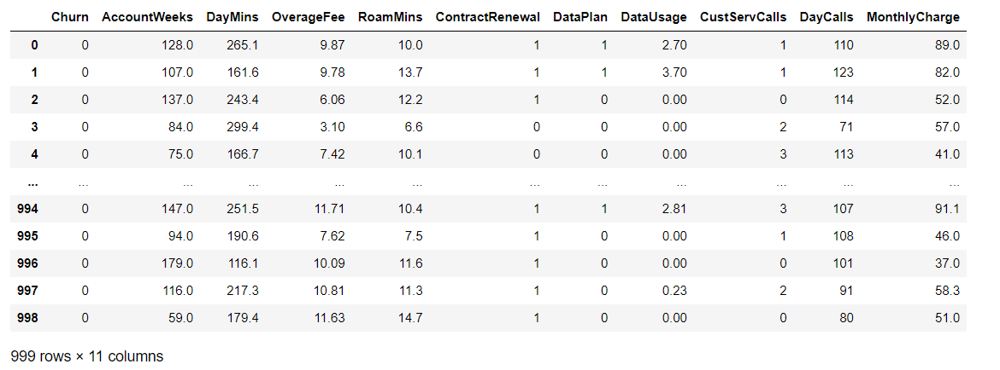 Churn AccountWeeks DayMins OverageFee RoamMins ContractRenewal DataPlan DataUsage CustServCalls DayCalls MonthlyCharge
0 0 128.0 265.1 9.87 10.0 1 1 2.70 1 110 89.0
1 0 107.0 161.6 9.78 13.7 1 1 3.70 1 123 82.0
2 0 137.0 243.4 6.06 12.2 1 0 0.00 0 114 52.0
3 0 84.0 299.4 3.10 6.6 0 0 0.00 2 71 57.0
4 0 75.0 166.7 7.42 10.1 0 0 0.00 3 113 41.0
... ... ... ... ... ... ... ... ... ... ... ...
994 0 147.0 251.5 11.71 10.4 1 1 2.81 3 107 91.1
995 0 94.0 190.6 7.62 7.5 1 0 0.00 1 108 46.0
996 0 179.0 116.1 10.09 11.6 1 0 0.00 0 101 37.0
997 0 116.0 217.3 10.81 11.3 1 0 0.23 2 91 58.3
998 0 59.0 179.4 11.63 14.7 1 0 0.00 0 80 51.0
999 rows × 11 columns